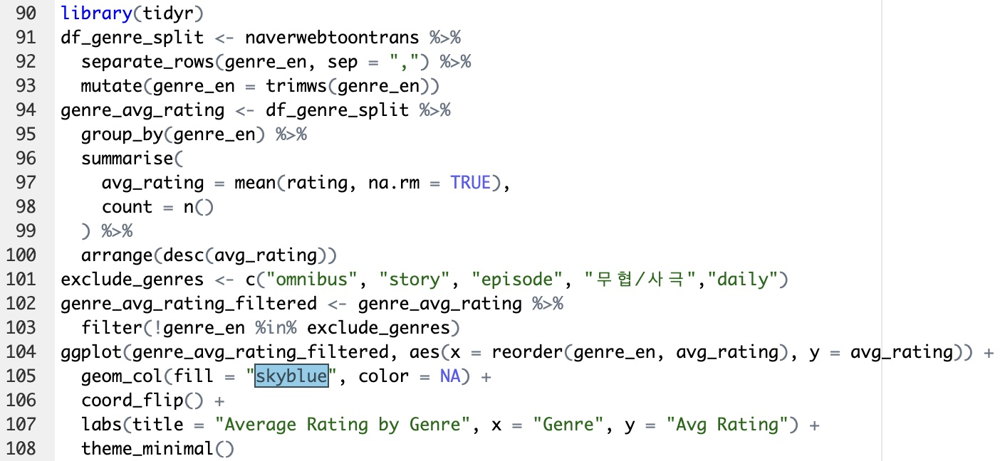 90 library(tidyr)
91 df_genre_split <- naverwebtoontrans %>%
92   separate_rows(genre_en, sep = ",") %>%
93   mutate(genre_en = trimws(genre_en))
94 genre_avg_rating <- df_genre_split %>%
95   group_by(genre_en) %>%
96   summarise(
97     avg_rating = mean(rating, na.rm = TRUE),
98     count = n()
99   ) %>%
100   arrange(desc(avg_rating))
101 exclude_genres <- c("omnibus", "story", "episode", "무협/사극","daily")
102 genre_avg_rating_filtered <- genre_avg_rating %>%
103   filter(!genre_en %in% exclude_genres)
104 ggplot(genre_avg_rating_filtered, aes(x = reorder(genre_en, avg_rating), y = avg_rating)) +
105   geom_col(fill = "skyblue", color = NA) +
106   coord_flip() +
107   labs(title = "Average Rating by Genre", x = "Genre", y = "Avg Rating") +
108   theme_minimal()